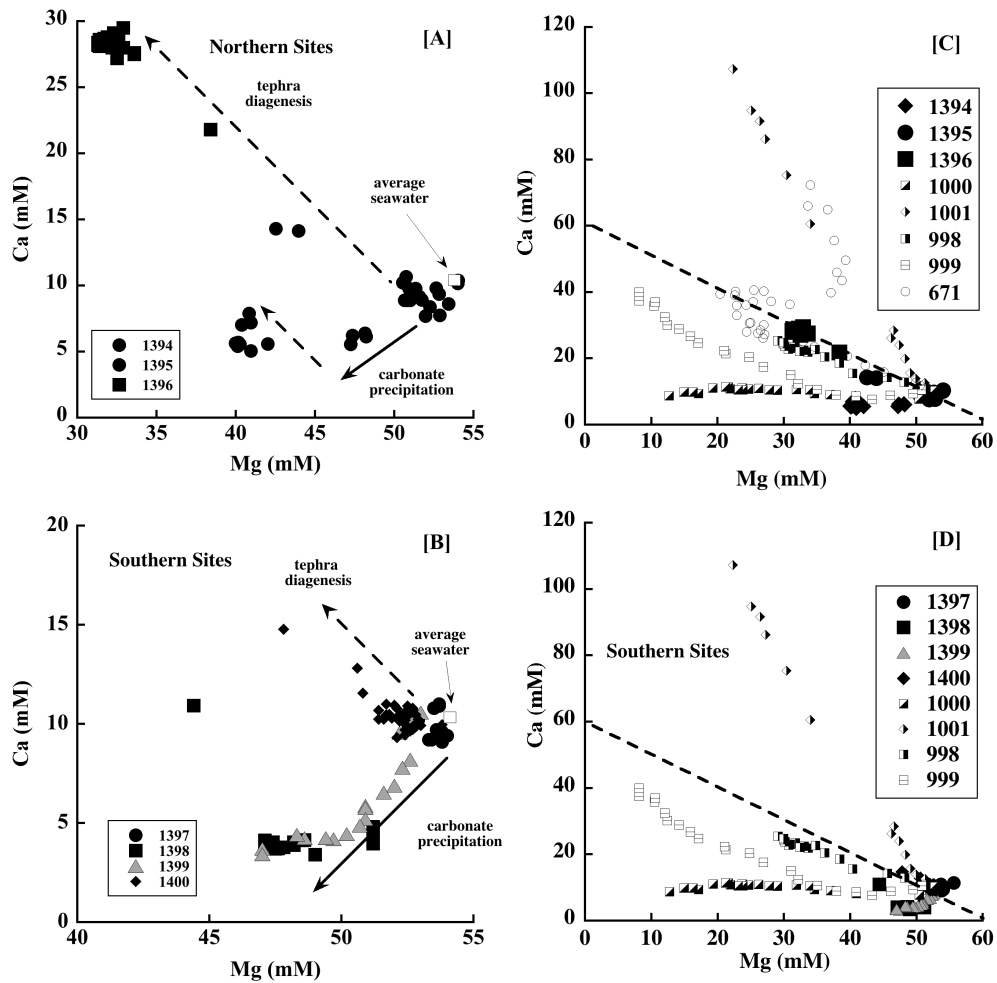 [A]
Northern Sites
tephra
diagenesis
average
seawater
carbonate
precipitation
1394
1395
1396
30
25
20
15
10
5
0
Ca (mM)
30 35 40 45 50 55
Mg (mM)
[C]
1394
1395
1396
1000
1001
998
999
671
120
100
80
60
40
20
0
Ca (mM)
0 10 20 30 40 50 60
Mg (mM)
[B]
Southern Sites
tephra
diagenesis
average
seawater
carbonate
precipitation
1397
1398
1399
1400
20
15
10
5
0
Ca (mM)
40 45 50 55
Mg (mM)
[D]
Southern Sites
1397
1398
1399
1400
1000
1001
998
999
120
100
80
60
40
20
0
Ca (mM)
0 10 20 30 40 50 60
Mg (mM)